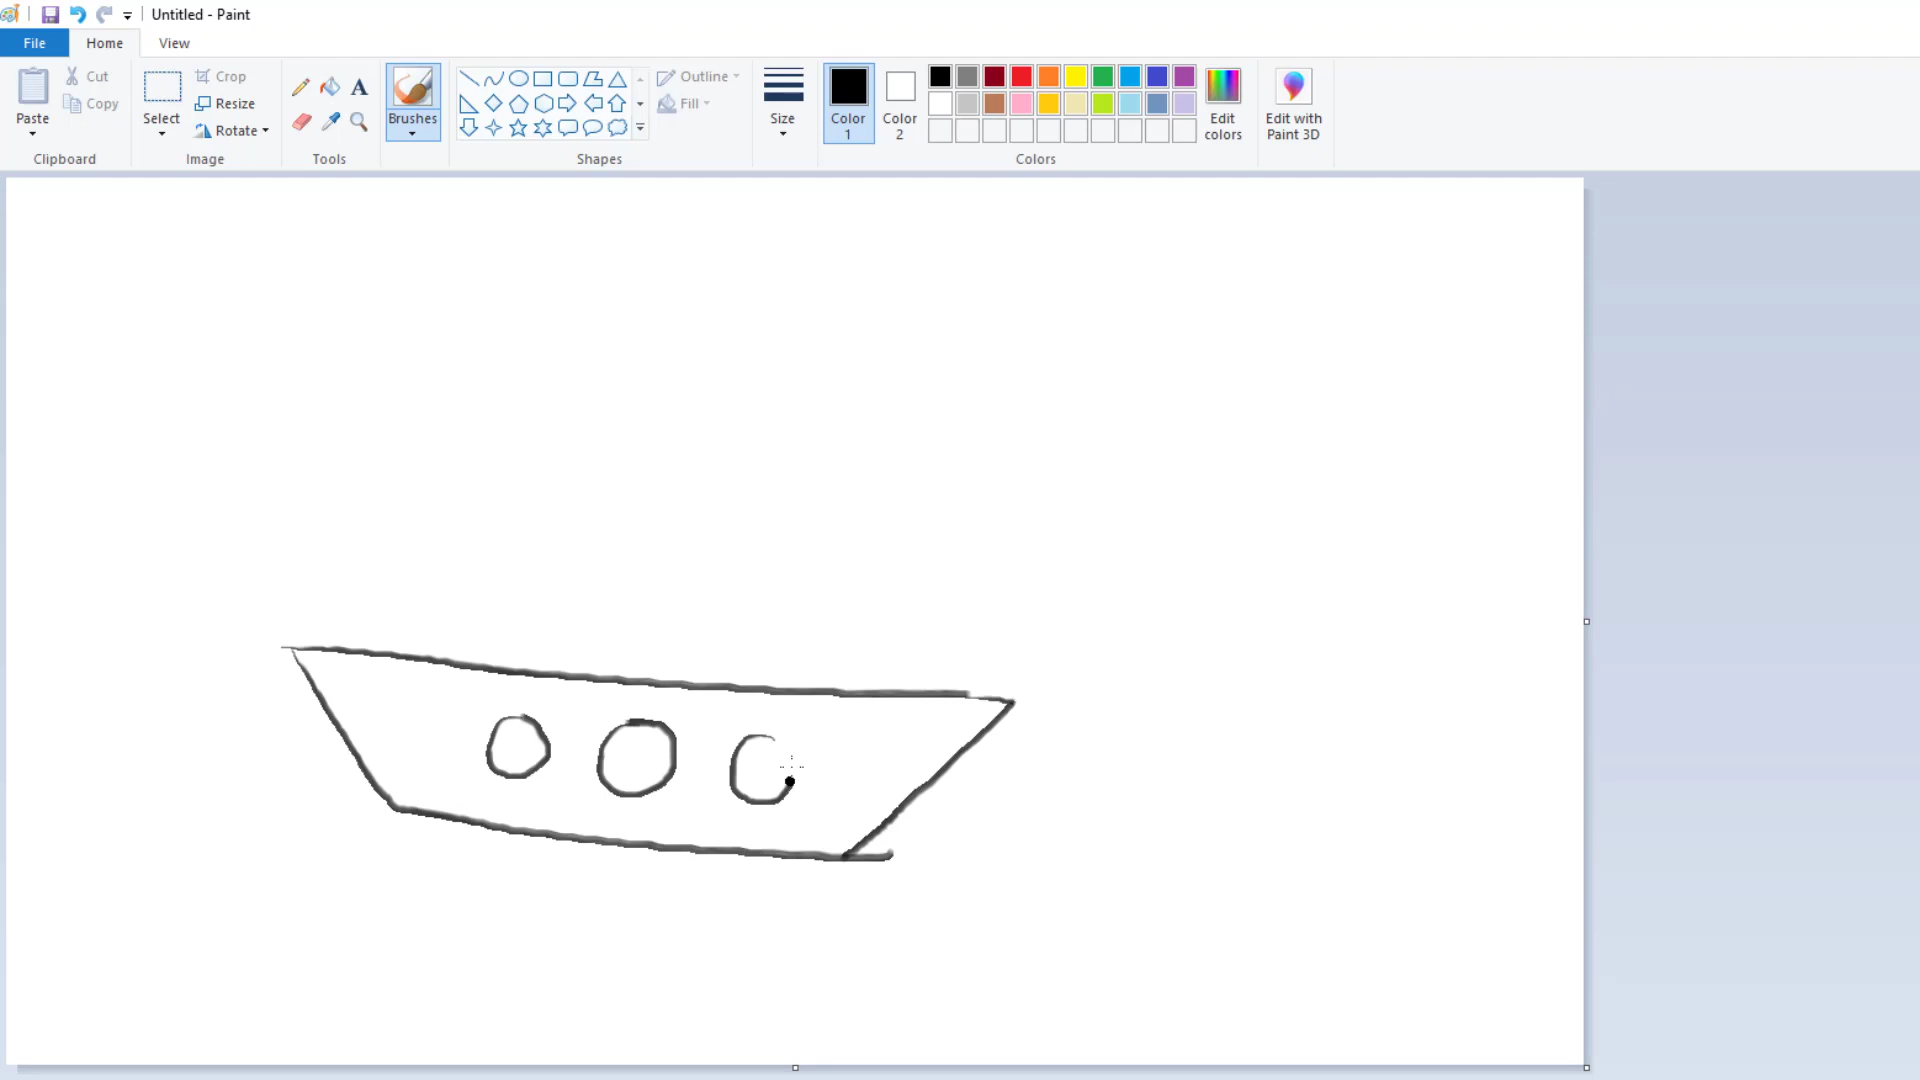 Untitled - Paint
File Home View
Paste Cut Copy
Clipboard
Select Crop Resize Rotate
Image
Tools
Brushes
Outline Fill
Shapes
Size
Color 1 Color 2
Edit colors
Colors
Edit with Paint 3D